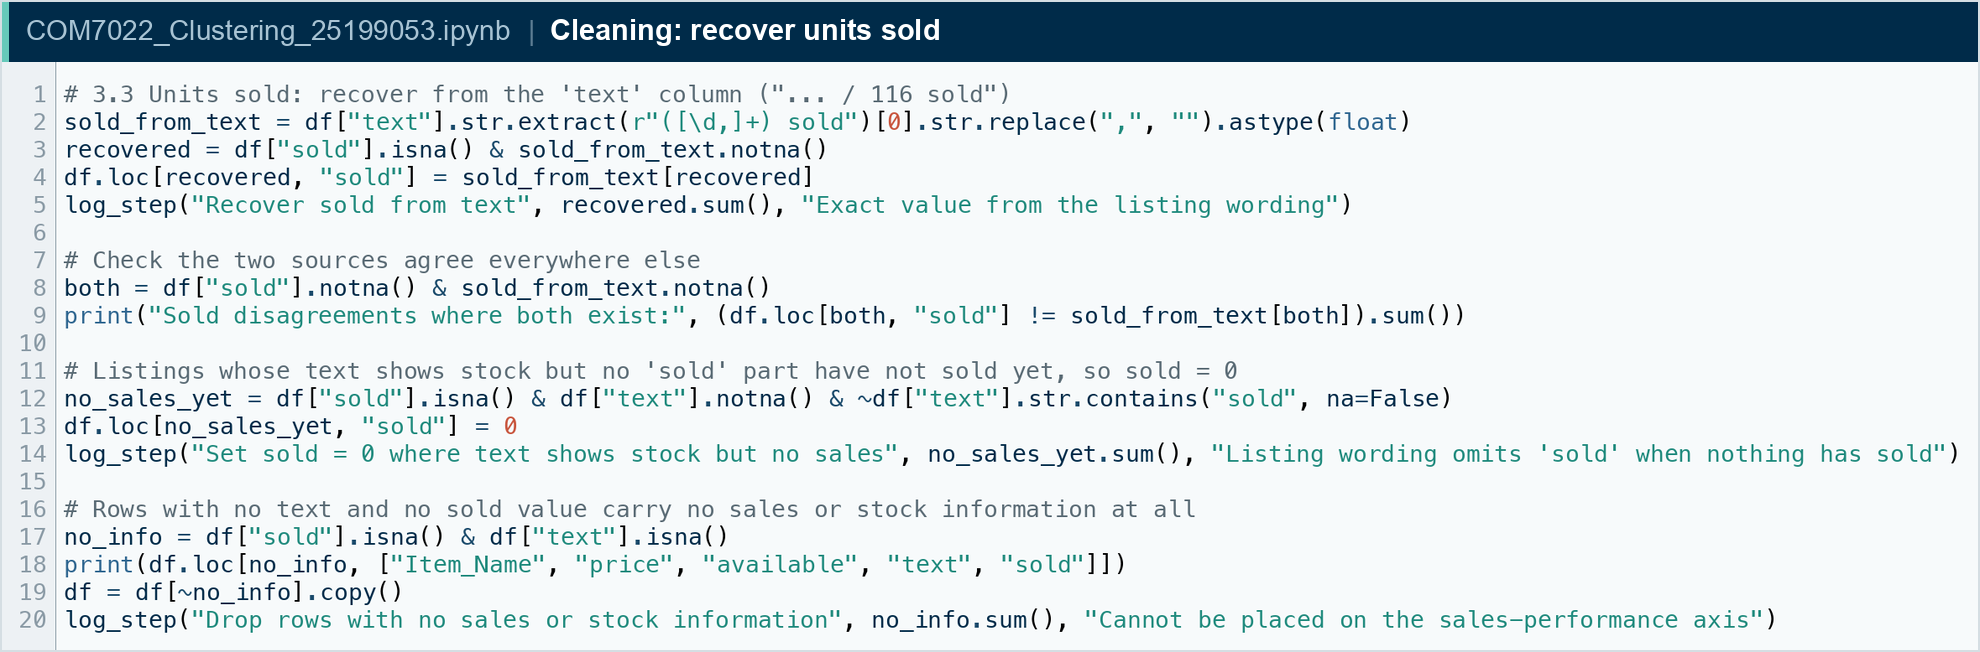 COM7022_Clustering_25199053.ipynb | Cleaning: recover units sold
1 # 3.3 Units sold: recover from the 'text' column ("... / 116 sold")
2 sold_from_text = df["text"].str.extract(r"([\d,]+) sold")[0].str.replace(",", "").astype(float)
3 recovered = df["sold"].isna() & sold_from_text.notna()
4 df.loc[recovered, "sold"] = sold_from_text[recovered]
5 log_step("Recover sold from text", recovered.sum(), "Exact value from the listing wording")
6
7 # Check the two sources agree everywhere else
8 both = df["sold"].notna() & sold_from_text.notna()
9 print("Sold disagreements where both exist:", (df.loc[both, "sold"] != sold_from_text[both]).sum())
10
11 # Listings whose text shows stock but no 'sold' part have not sold yet, so sold = 0
12 no_sales_yet = df["sold"].isna() & df["text"].notna() & ~df["text"].str.contains("sold", na=False)
13 df.loc[no_sales_yet, "sold"] = 0
14 log_step("Set sold = 0 where text shows stock but no sales", no_sales_yet.sum(), "Listing wording omits 'sold' when nothing has sold")
15
16 # Rows with no text and no sold value carry no sales or stock information at all
17 no_info = df["sold"].isna() & df["text"].isna()
18 print(df.loc[no_info, ["Item_Name", "price", "available", "text", "sold"]])
19 df = df[~no_info].copy()
20 log_step("Drop rows with no sales or stock information", no_info.sum(), "Cannot be placed on the sales–performance axis")